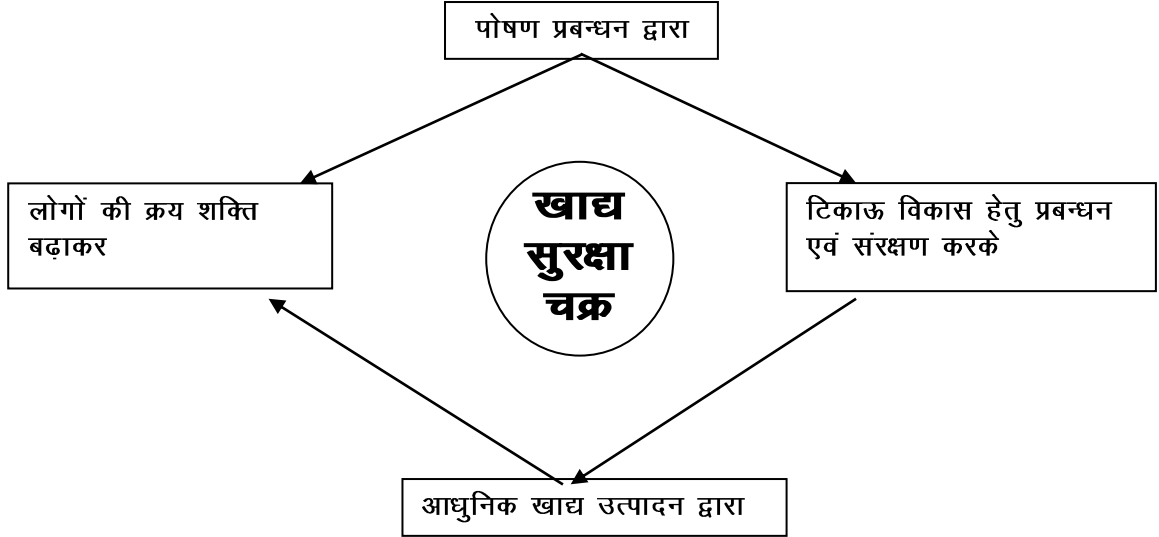 पोषण प्रबन्धन द्वारा
लोगों की क्रय शक्ति
बढ़ाकर
खाद्य
सुरक्षा
चक्र
टिकाऊ विकास हेतु प्रबन्धन
एवं संरक्षण करके
आधुनिक खाद्य उत्पादन द्वारा